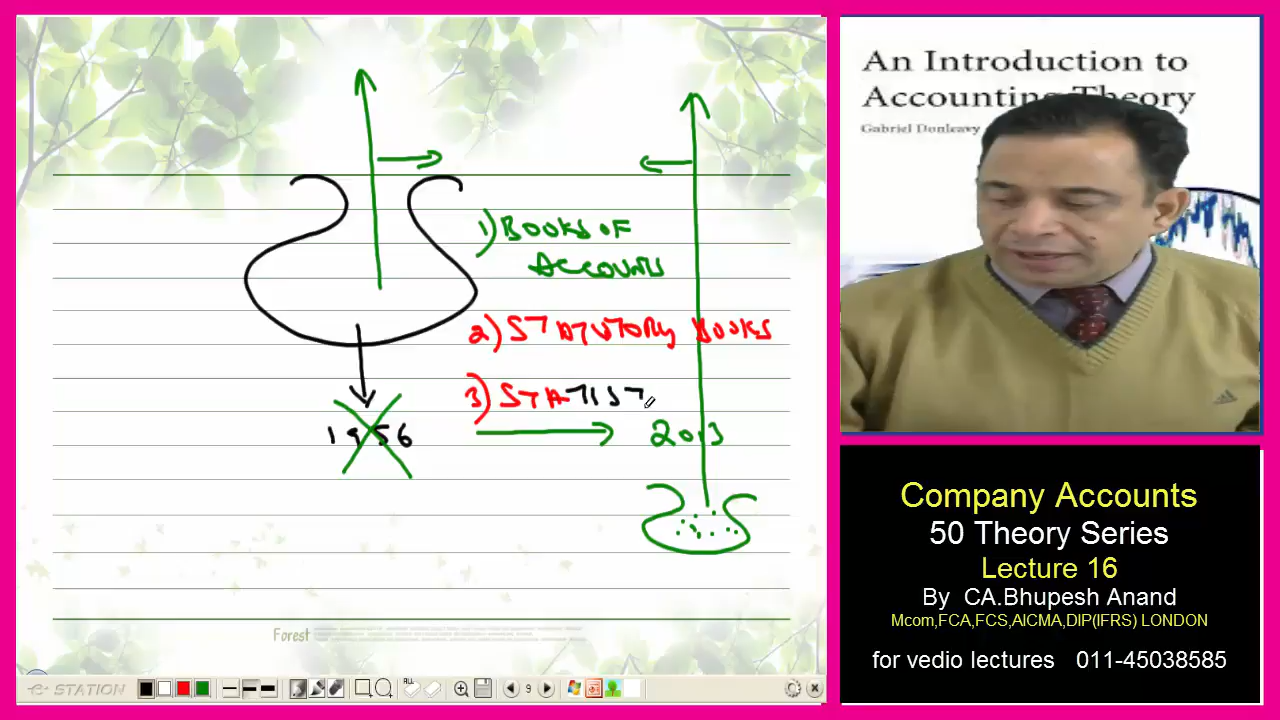 1) BOOKS OF
ACCOUNTS
2) STATUTORY BOOKS
3) STATIST
1956
2013
Forest
e-STATION
ALL
9
An Introduction to
Accounting Theory
Gabriel Donleavy
Company Accounts
50 Theory Series
Lecture 16
By CA.Bhupesh Anand
Mcom,FCA,FCS,AICMA,DIP(IFRS) LONDON
for vedio lectures 011-45038585